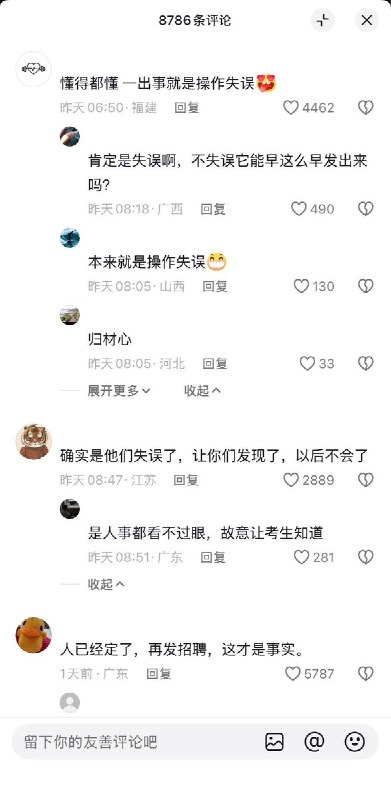 8786条评论
懂得都懂 一出事就是操作失误😍
昨天 06:50 · 福建 回复 4462
肯定是失误啊，不失误它能早这么早发出来
吗?
昨天 08:18 · 广西 回复 490
本来就是操作失误😁
昨天 08:05 · 山西 回复 130
归材心
昨天 08:05 · 河北 回复 33
展开更多 收起
确实是他们失误了，让你们发现了，以后不会了
昨天 08:47 · 江苏 回复 2889
是人事都看不过眼，故意让考生知道
昨天 08:51 · 广东 回复 281
收起
人已经定了，再发招聘，这才是事实。
1天前 · 广东 回复 5787
留下你的友善评论吧 @